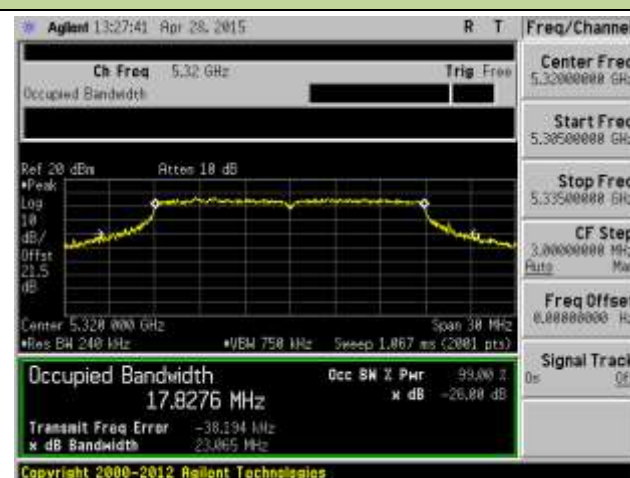 Agilent 13:27:41 Apr 28, 2015 R T
Freq/Channel
Ch Freq 5.32 GHz Trig Free
Occupied Bandwidth
Center Freq
5.32000000 GHz
Start Freq
5.30500000 GHz
Stop Freq
5.33500000 GHz
CF Step
3.00000000 MHz
Auto Man
Freq Offset
0.00000000 Hz
Signal Track
On Off
Ref 20 dBm Atten 10 dB
#Peak
Log
10
dB/
Offst
21.5
dB
Center 5.320 000 GHz Span 30 MHz
#Res BW 240 kHz #VBW 750 kHz Sweep 1.067 ms (2001 pts)
Occupied Bandwidth Occ BW % Pwr 99.00 %
17.8276 MHz x dB -26.00 dB
Transmit Freq Error -38.194 kHz
x dB Bandwidth 23.065 MHz
Copyright 2000-2012 Agilent Technologies